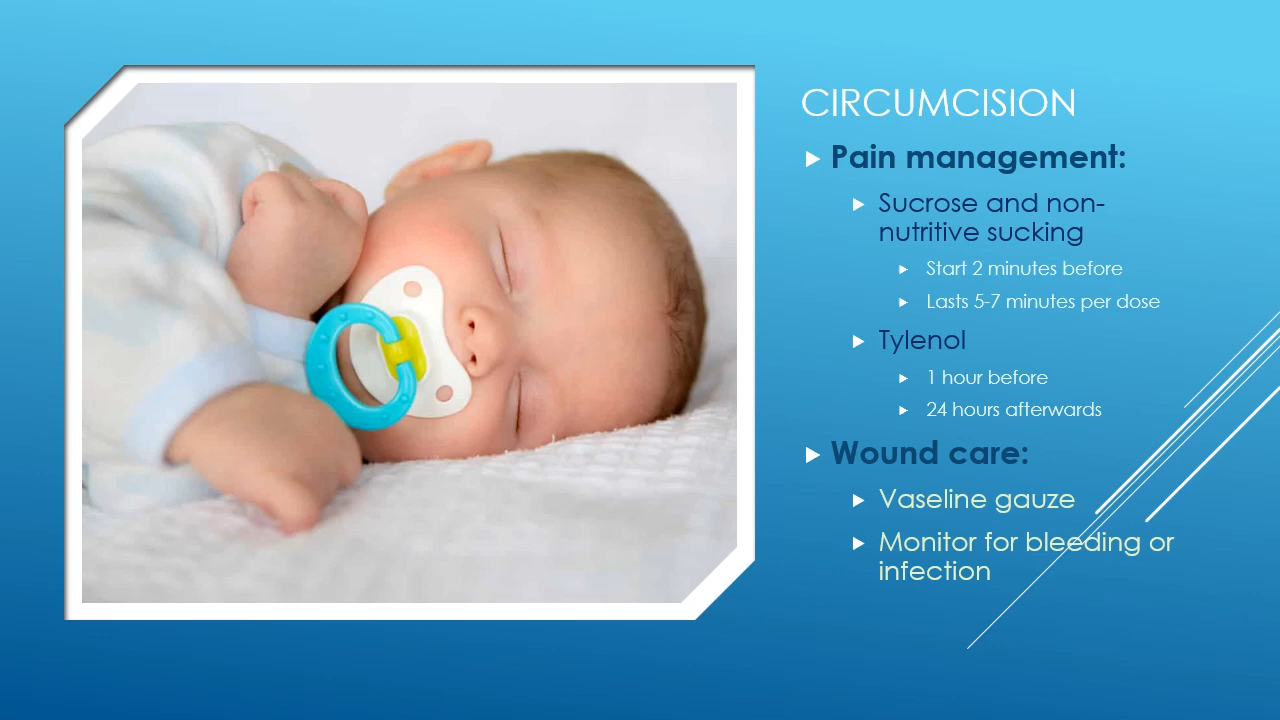 CIRCUMCISION
Pain management:
Sucrose and non-
nutritive sucking
Start 2 minutes before
Lasts 5-7 minutes per dose
Tylenol
1 hour before
24 hours afterwards
Wound care:
Vaseline gauze
Monitor for bleeding or
infection